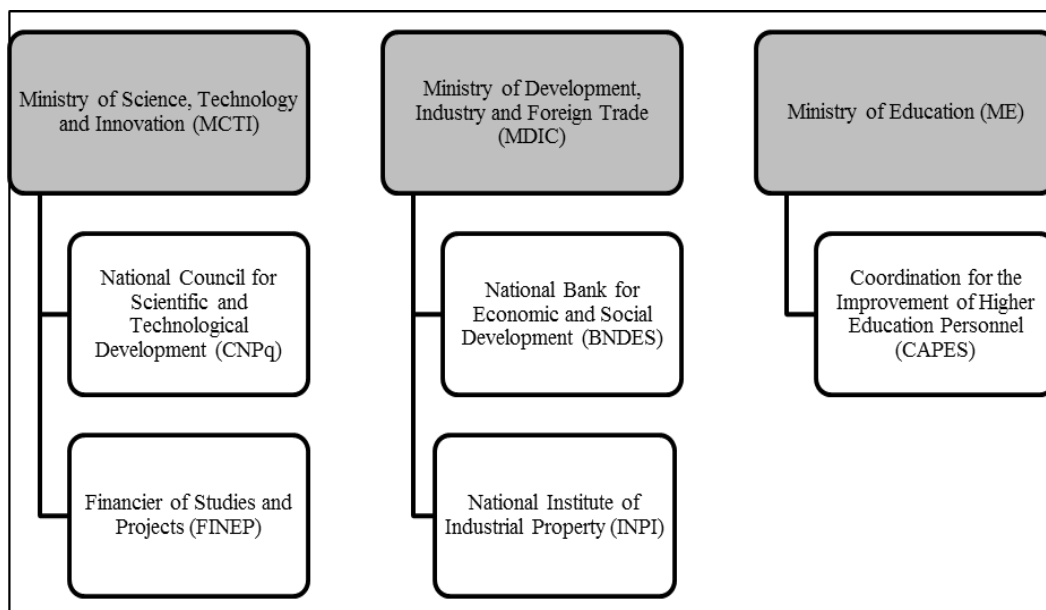 Ministry of Science, Technology
and Innovation (MCTI)
National Council for
Scientific and
Technological
Development (CNPq)
Financier of Studies and
Projects (FINEP)
Ministry of Development,
Industry and Foreign Trade
(MDIC)
National Bank for
Economic and Social
Development (BNDES)
National Institute of
Industrial Property (INPI)
Ministry of Education (ME)
Coordination for the
Improvement of Higher
Education Personnel
(CAPES)